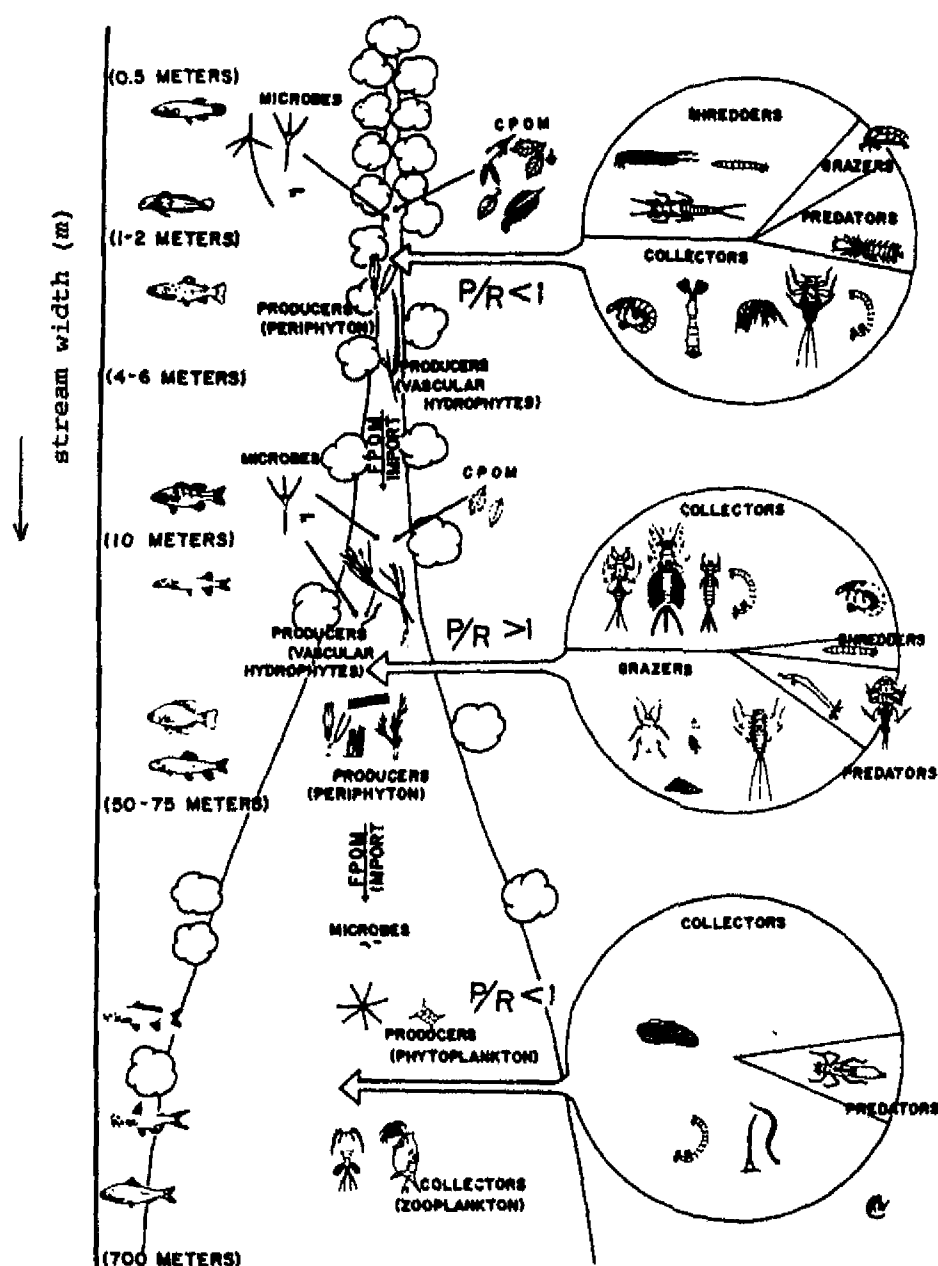 stream width (m)
(0.5 METERS)
MICROBES
CPOM
SHREDDERS
GRAZERS
PREDATORS
COLLECTORS
(1-2 METERS)
P/R < 1
PRODUCERS
(PERIPHYTON)
PRODUCERS
(VASCULAR
HYDROPHYTES)
(4-6 METERS)
FPOM
IMPORT
MICROBES
CPOM
(10 METERS)
COLLECTORS
SHREDDERS
GRAZERS
PREDATORS
P/R > 1
PRODUCERS
(VASCULAR
HYDROPHYTES)
PRODUCERS
(PERIPHYTON)
(50-75 METERS)
FPOM
IMPORT
MICROBES
COLLECTORS
PREDATORS
P/R < 1
PRODUCERS
(PHYTOPLANKTON)
COLLECTORS
(ZOOPLANKTON)
(700 METERS)